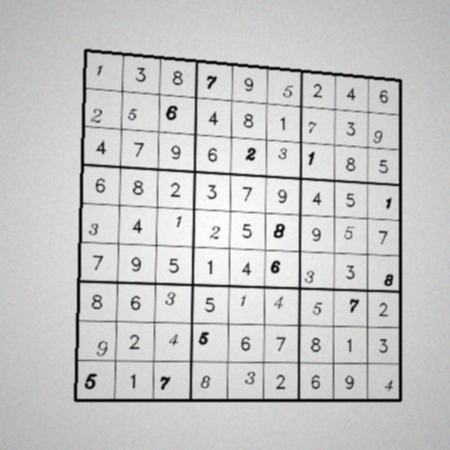 1 3 8 7 9 5 2 4 6
2 5 6 4 8 1 7 3 9
4 7 9 6 2 3 1 8 5
6 8 2 3 7 9 4 5 1
3 4 1 2 5 8 9 5 7
7 9 5 1 4 6 3 3 8
8 6 3 5 1 4 5 7 2
9 2 4 5 6 7 8 1 3
5 1 7 8 3 2 6 9 4